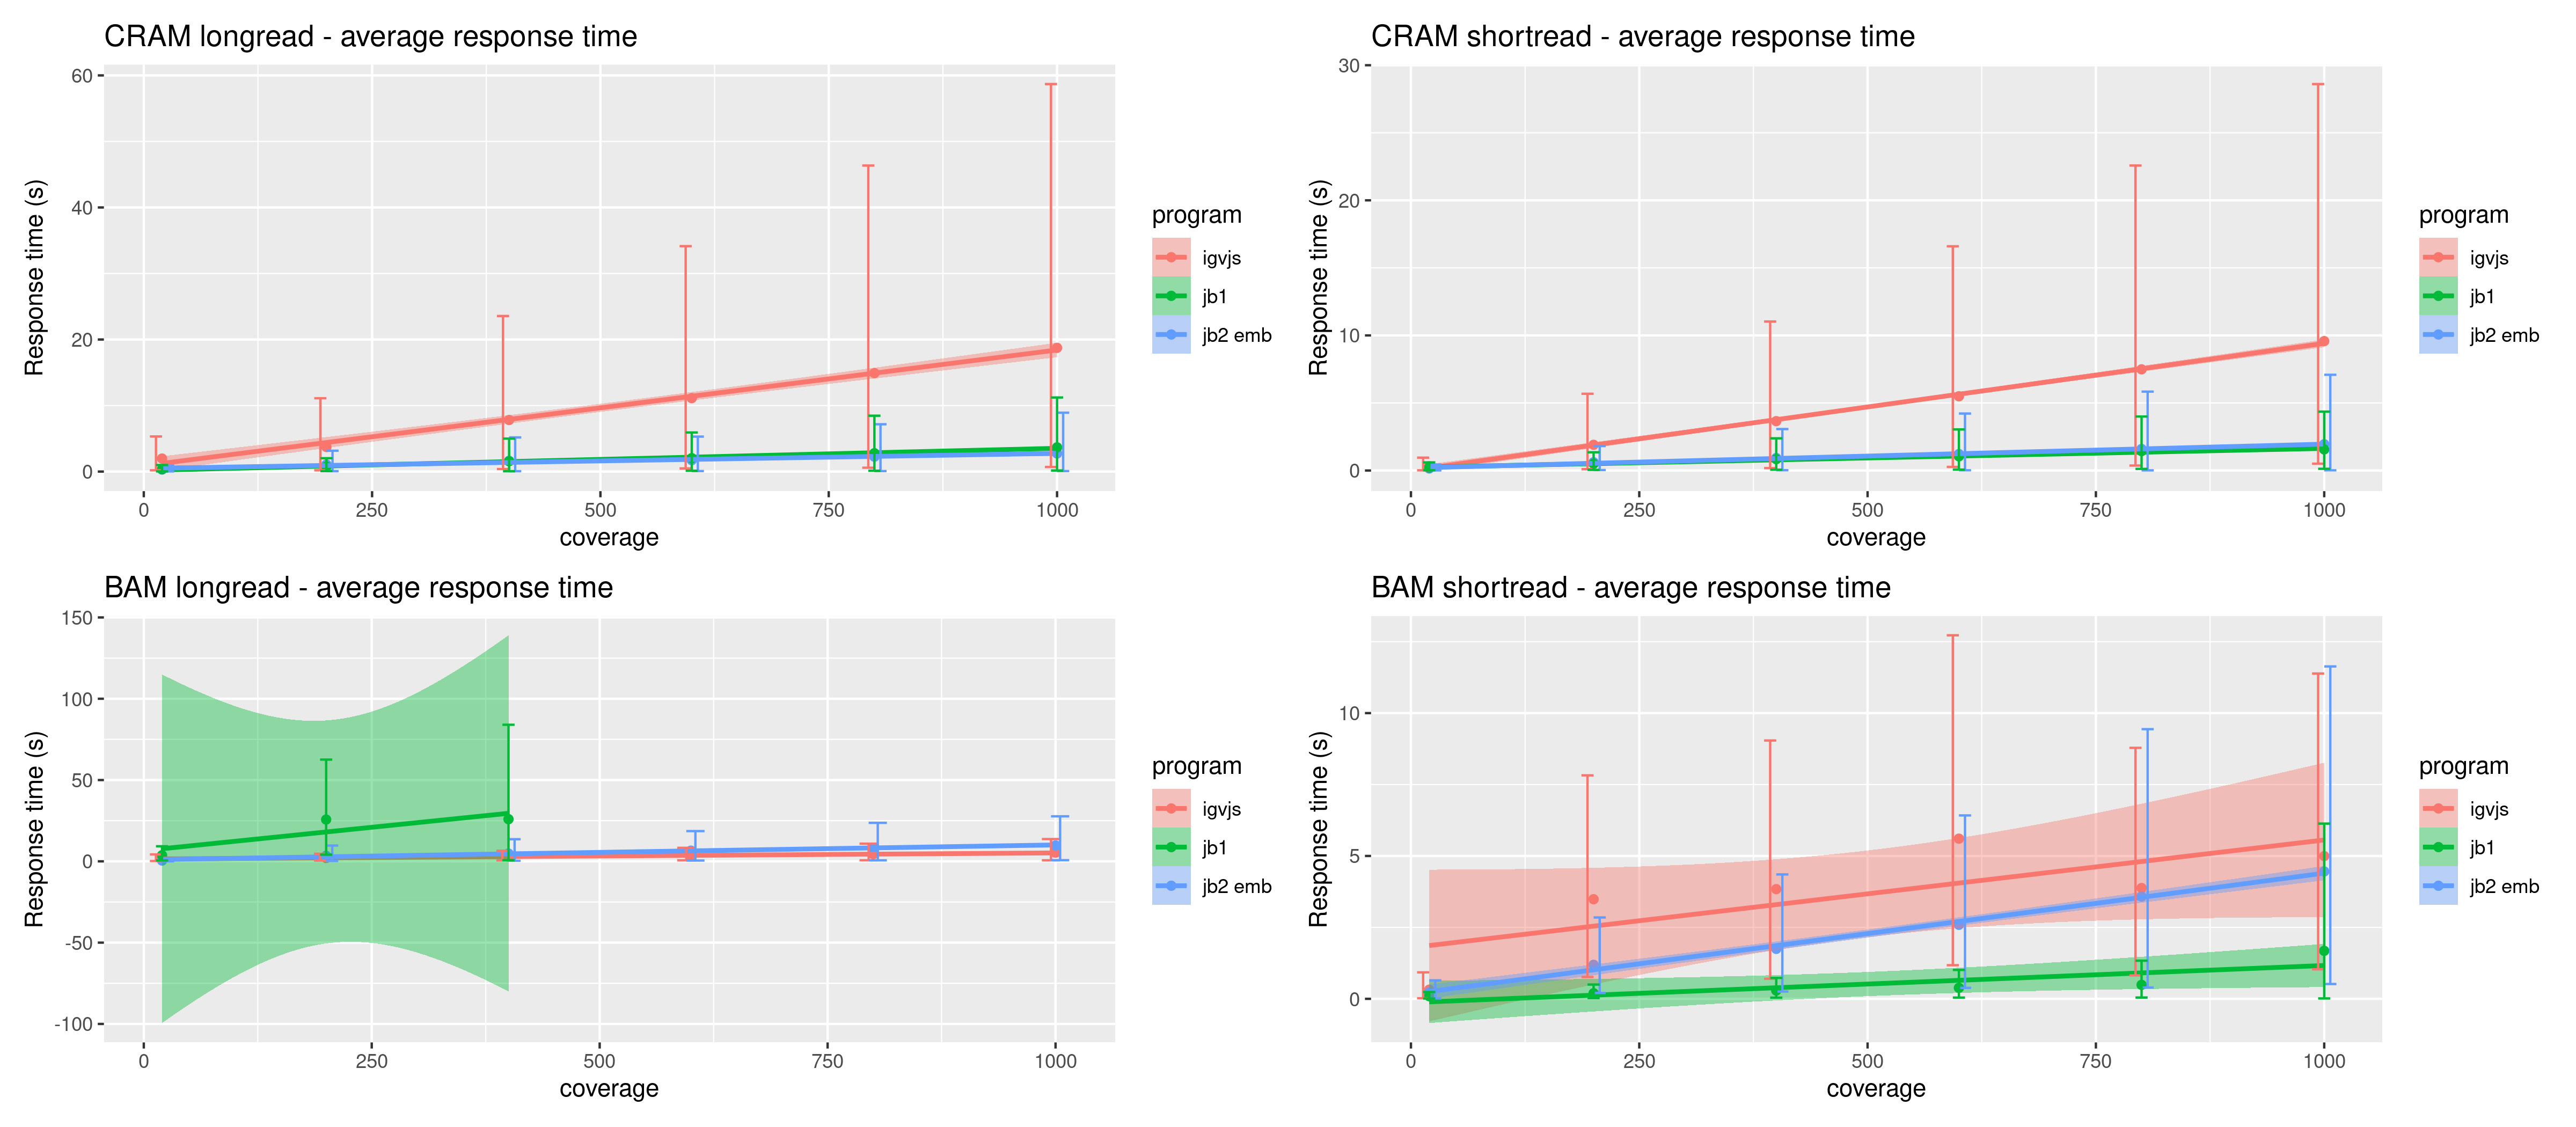 CRAM longread - average response time
Response time (s)
60
40
20
0
0 250 500 750 1000
coverage
program
igvjs
jb1
jb2 emb
CRAM shortread - average response time
Response time (s)
30
20
10
0
0 250 500 750 1000
coverage
program
igvjs
jb1
jb2 emb
BAM longread - average response time
Response time (s)
150
100
50
0
-50
-100
0 250 500 750 1000
coverage
program
igvjs
jb1
jb2 emb
BAM shortread - average response time
Response time (s)
10
5
0
0 250 500 750 1000
coverage
program
igvjs
jb1
jb2 emb